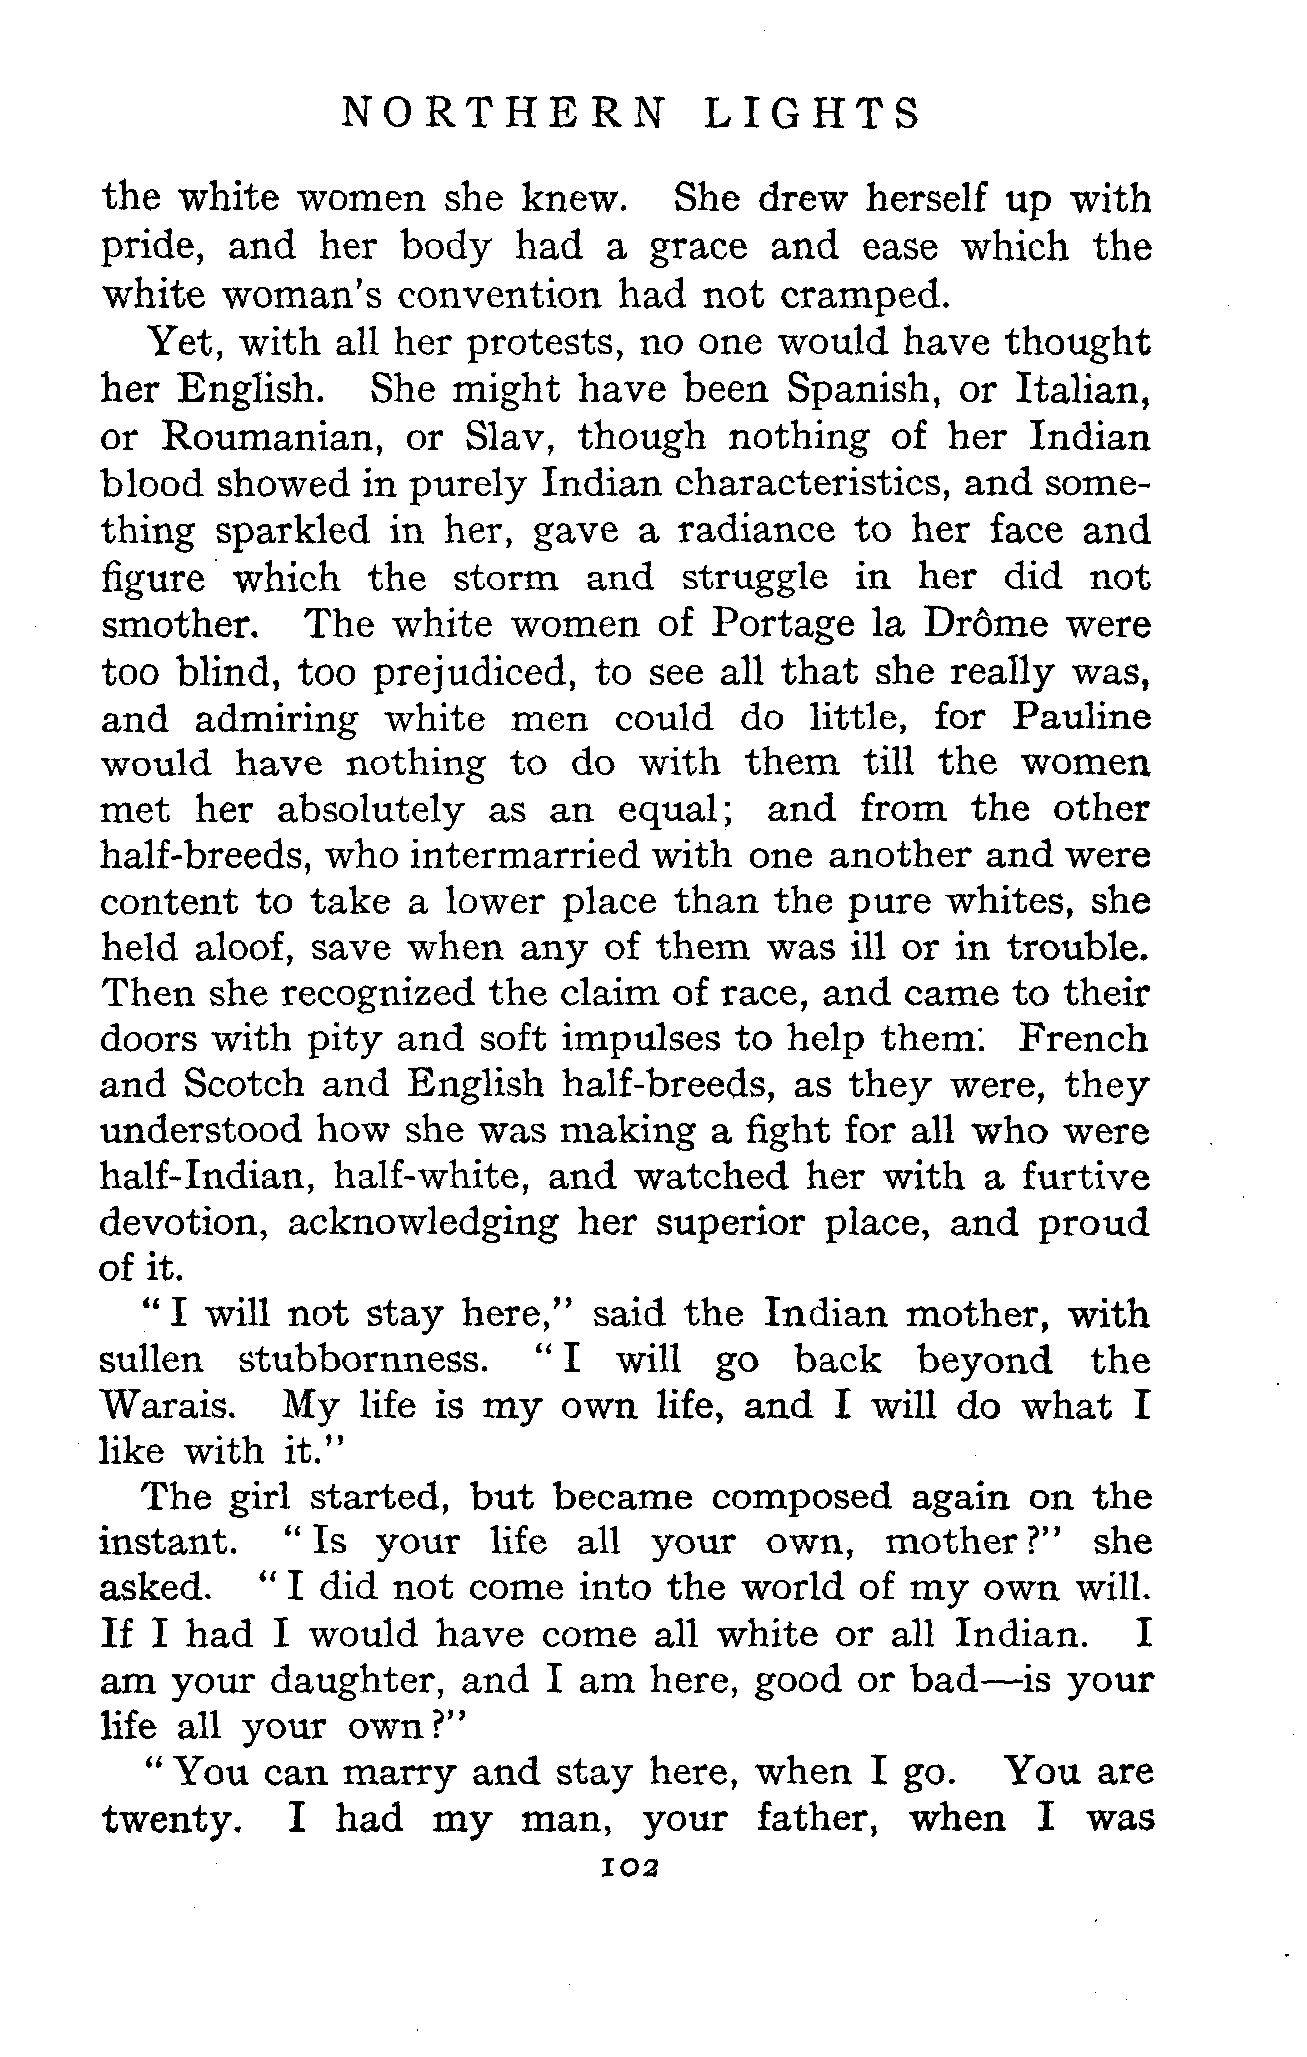 NORTHERN LIGHTS
the white women she knew. She drew herself up with
pride, and her body had a grace and ease which the
white woman's convention had not cramped.
Yet, with all her protests, no one would have thought
her English. She might have been Spanish, or Italian,
or Roumanian, or Slav, though nothing of her Indian
blood showed in purely Indian characteristics, and some-
thing sparkled in her, gave a radiance to her face and
figure which the storm and struggle in her did not
smother. The white women of Portage la Drôme were
too blind, too prejudiced, to see all that she really was,
and admiring white men could do little, for Pauline
would have nothing to do with them till the women
met her absolutely as an equal; and from the other
half-breeds, who intermarried with one another and were
content to take a lower place than the pure whites, she
held aloof, save when any of them was ill or in trouble.
Then she recognized the claim of race, and came to their
doors with pity and soft impulses to help them. French
and Scotch and English half-breeds, as they were, they
understood how she was making a fight for all who were
half-Indian, half-white, and watched her with a furtive
devotion, acknowledging her superior place, and proud
of it.
"I will not stay here," said the Indian mother, with
sullen stubbornness. "I will go back beyond the
Warais. My life is my own life, and I will do what I
like with it."
The girl started, but became composed again on the
instant. "Is your life all your own, mother?" she
asked. "I did not come into the world of my own will.
If I had I would have come all white or all Indian. I
am your daughter, and I am here, good or bad—is your
life all your own?"
"You can marry and stay here, when I go. You are
twenty. I had my man, your father, when I was
102